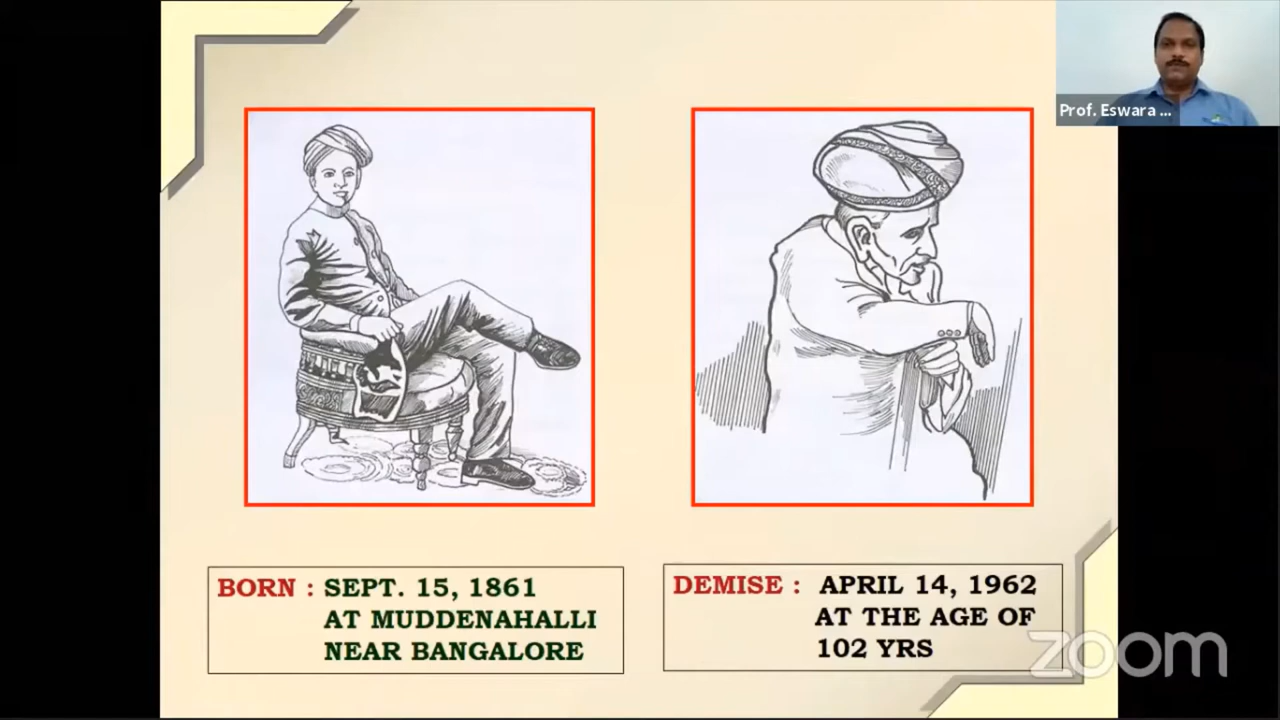 Prof. Eswara ...
BORN : SEPT. 15, 1861
AT MUDDENAHALLI
NEAR BANGALORE
DEMISE : APRIL 14, 1962
AT THE AGE OF
102 YRS
zoom